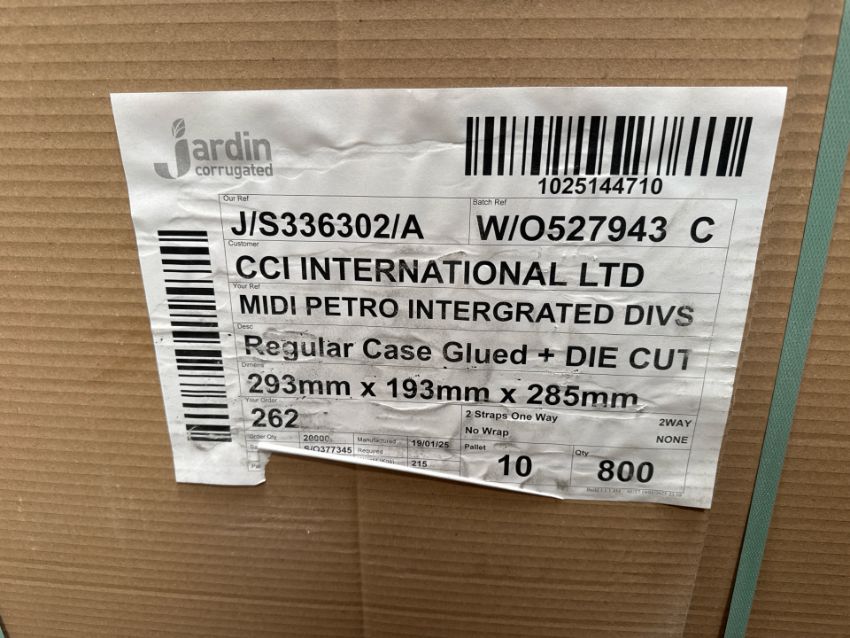 Jardin
corrugated
1025144710
Our Ref
Batch Ref
J/S336302/A
W/O527943 C
Customer
CCI INTERNATIONAL LTD
Your Ref
MIDI PETRO INTERGRATED DIVS
Desc
Regular Case Glued + DIE CUT
Dimens
293mm x 193mm x 285mm
Your Order
262
2 Straps One Way
2WAY
No Wrap
NONE
Order Qty
20000
Manufactured
19/01/25
S/O377345
Required
215
Pallet
10
Qty
800